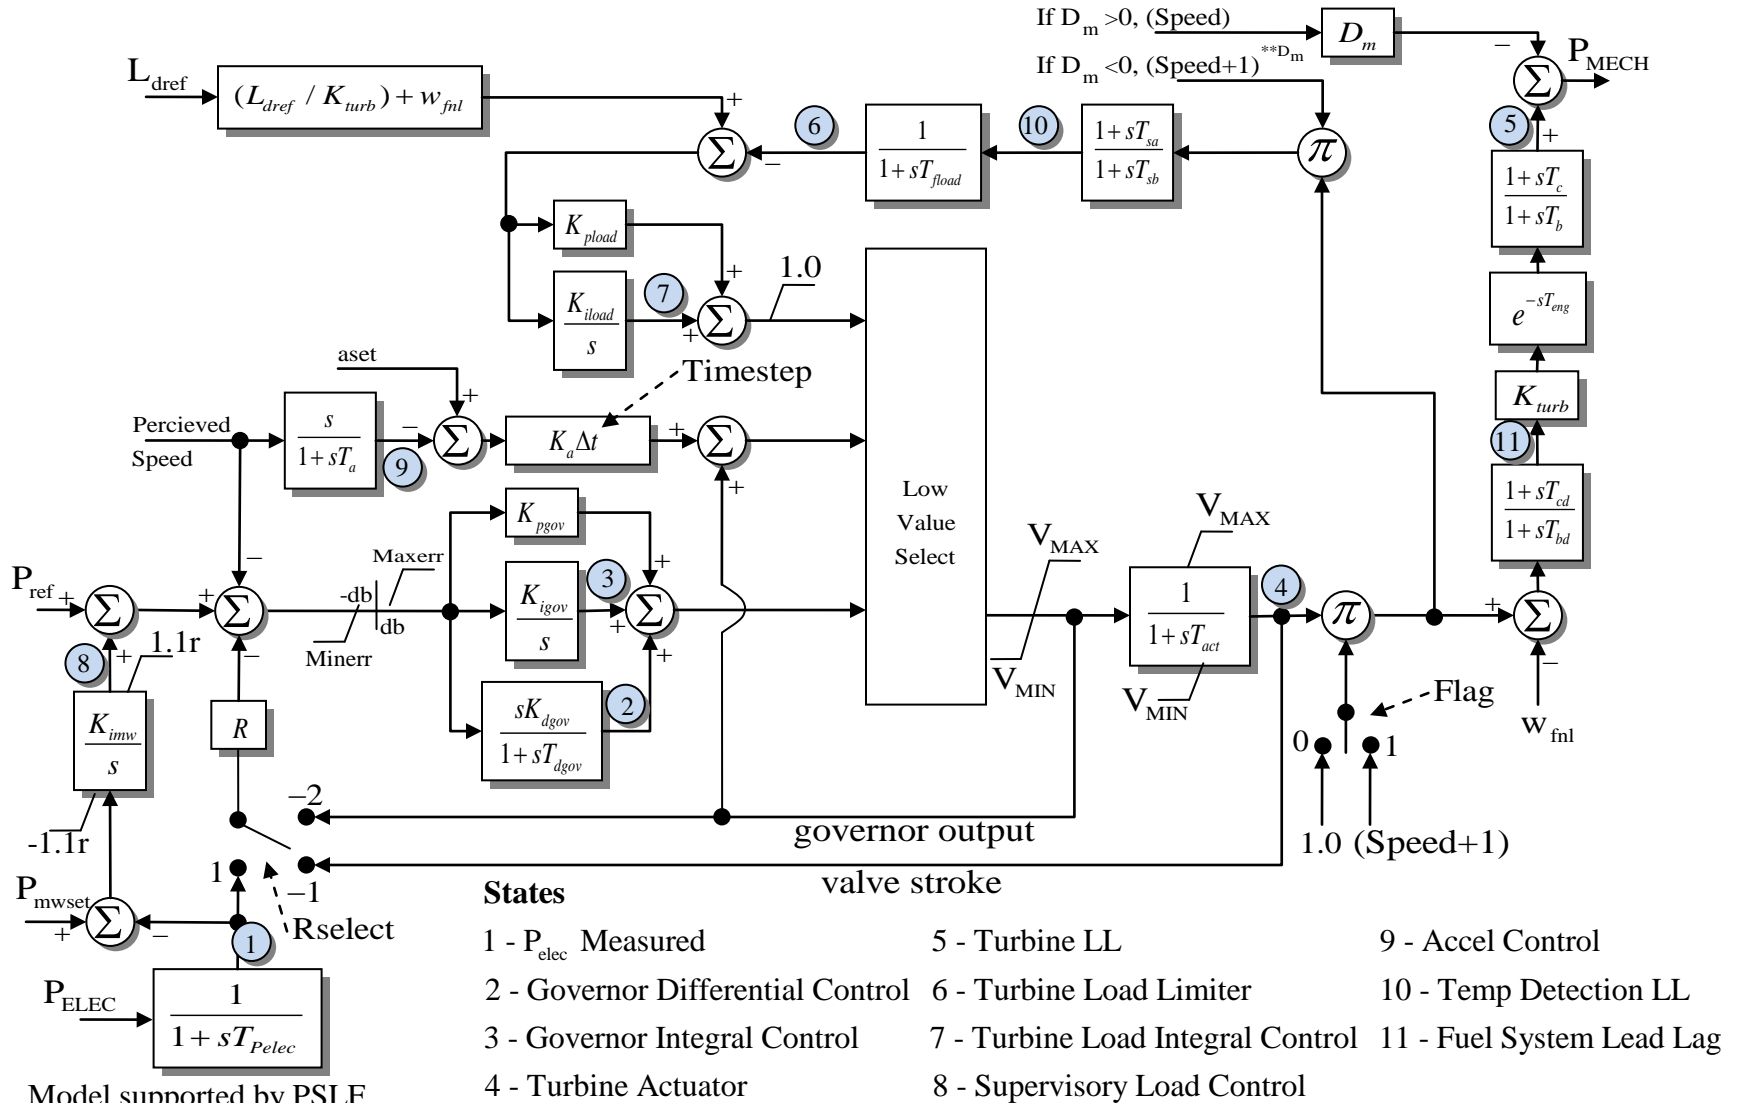 If D_m >0, (Speed)
D_m
P_MECH
If D_m <0, (Speed+1)^**D_m
L_dref
(L_dref / K_turb) + w_fnl
+
−
Σ
−
+
6
1
1 + sT_fload
10
1 + sT_sa
1 + sT_sb
π
Σ
5
+
1 + sT_c
1 + sT_b
K_pload
+
7
K_iload
s
+
Σ
1.0
e^−sT_eng
aset
Timestep
K_turb
Percieved
Speed
s
1 + sT_a
−
9
+
Σ
K_a Δt
+
Σ
+
11
1 + sT_cd
1 + sT_bd
Low
Value
Select
K_pgov
V_MAX
V_MAX
P_ref
+
Σ
+
−
Σ
−
-db
db
Maxerr
Minerr
K_igov
s
3
+
+
+
Σ
V_MIN
1
1 + sT_act
V_MIN
4
π
+
Σ
−
w_fnl
8
+
1.1r
K_imw
s
-1.1r
R
sK_dgov
1 + sT_dgov
2
Flag
0
1
1.0
(Speed+1)
−2
governor output
1
−1
valve stroke
Rselect
P_mwset
+
Σ
−
1
P_ELEC
1
1 + sT_Pelec
States
1 - P_elec Measured
2 - Governor Differential Control
3 - Governor Integral Control
4 - Turbine Actuator
5 - Turbine LL
6 - Turbine Load Limiter
7 - Turbine Load Integral Control
8 - Supervisory Load Control
9 - Accel Control
10 - Temp Detection LL
11 - Fuel System Lead Lag
Model supported by PSLF